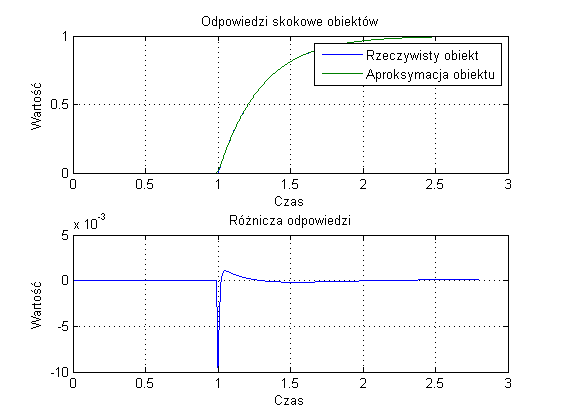 Odpowiedzi skokowe obiektów
1
0.5
0
Wartość
Rzeczywisty obiekt
Aproksymacja obiektu
0 0.5 1 1.5 2 2.5 3
Czas
Różnicza odpowiedzi
x 10-3
5
0
-5
-10
Wartość
0 0.5 1 1.5 2 2.5 3
Czas